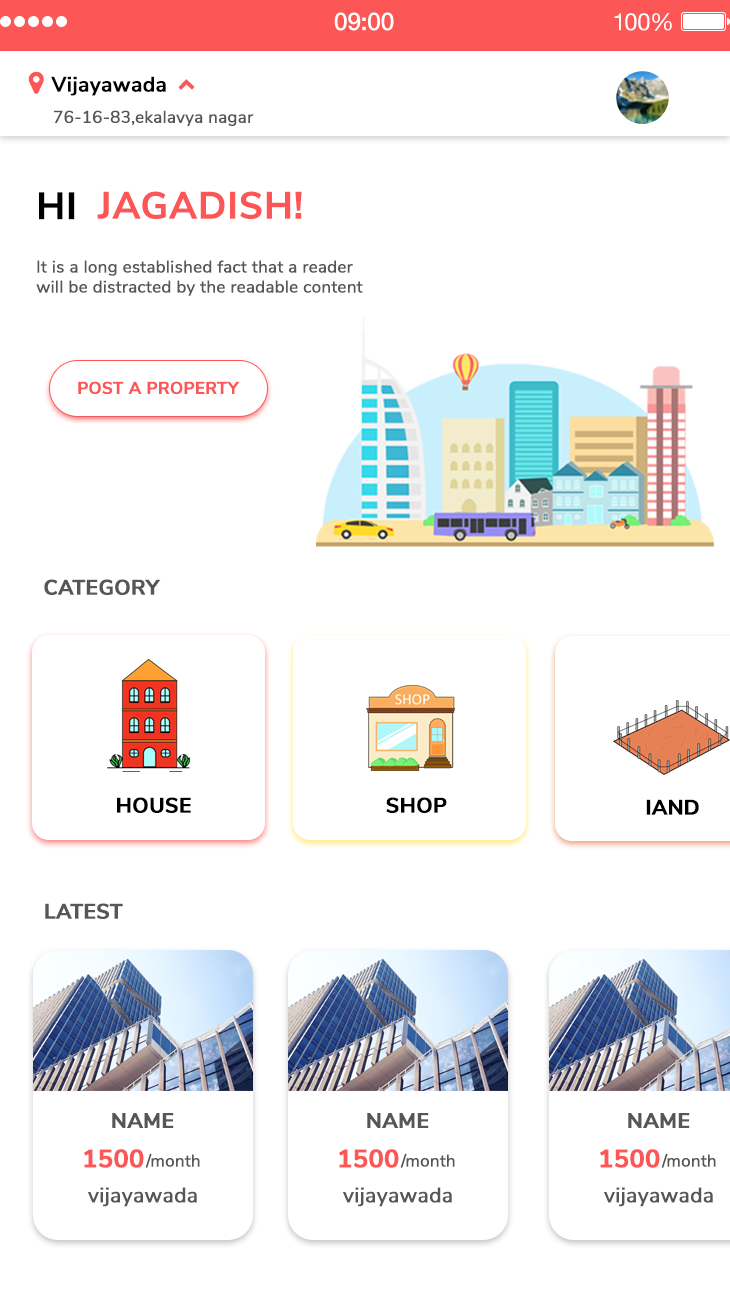 09:00 100%
Vijayawada
76-16-83,ekalavya nagar
HI JAGADISH!
It is a long established fact that a reader
will be distracted by the readable content
POST A PROPERTY
CATEGORY
SHOP
HOUSE SHOP IAND
LATEST
NAME NAME NAME
1500/month 1500/month 1500/month
vijayawada vijayawada vijayawada